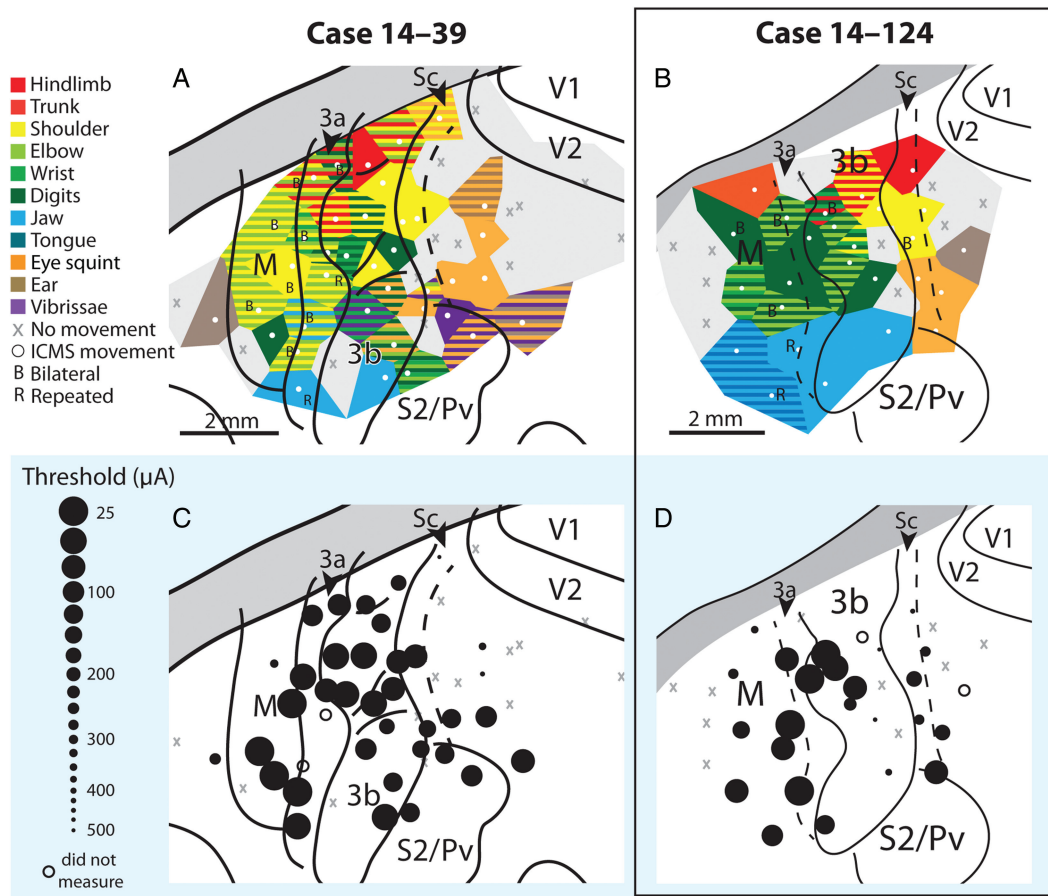 Case 14–39
Case 14–124
Hindlimb
Trunk
Shoulder
Elbow
Wrist
Digits
Jaw
Tongue
Eye squint
Ear
Vibrissae
x No movement
o ICMS movement
B Bilateral
R Repeated
A
Sc
3a
V1
V2
M
3b
S2/Pv
2 mm
B
B
B
B
B
B
R
B
B
B
B
R
x
x
x
x
x
x
x
x
x
x
x
x
B
Sc
3a
3b
V1
V2
M
S2/Pv
2 mm
B
B
B
B
B
B
R
R
x
x
x
x
x
x
x
x
x
x
x
Threshold (µA)
25
100
200
300
400
500
did not
measure
C
Sc
3a
V1
V2
M
3b
S2/Pv
x
x
x
x
x
x
x
x
x
x
x
x
D
Sc
3a
3b
V1
V2
M
S2/Pv
x
x
x
x
x
x
x
x
x
x
x